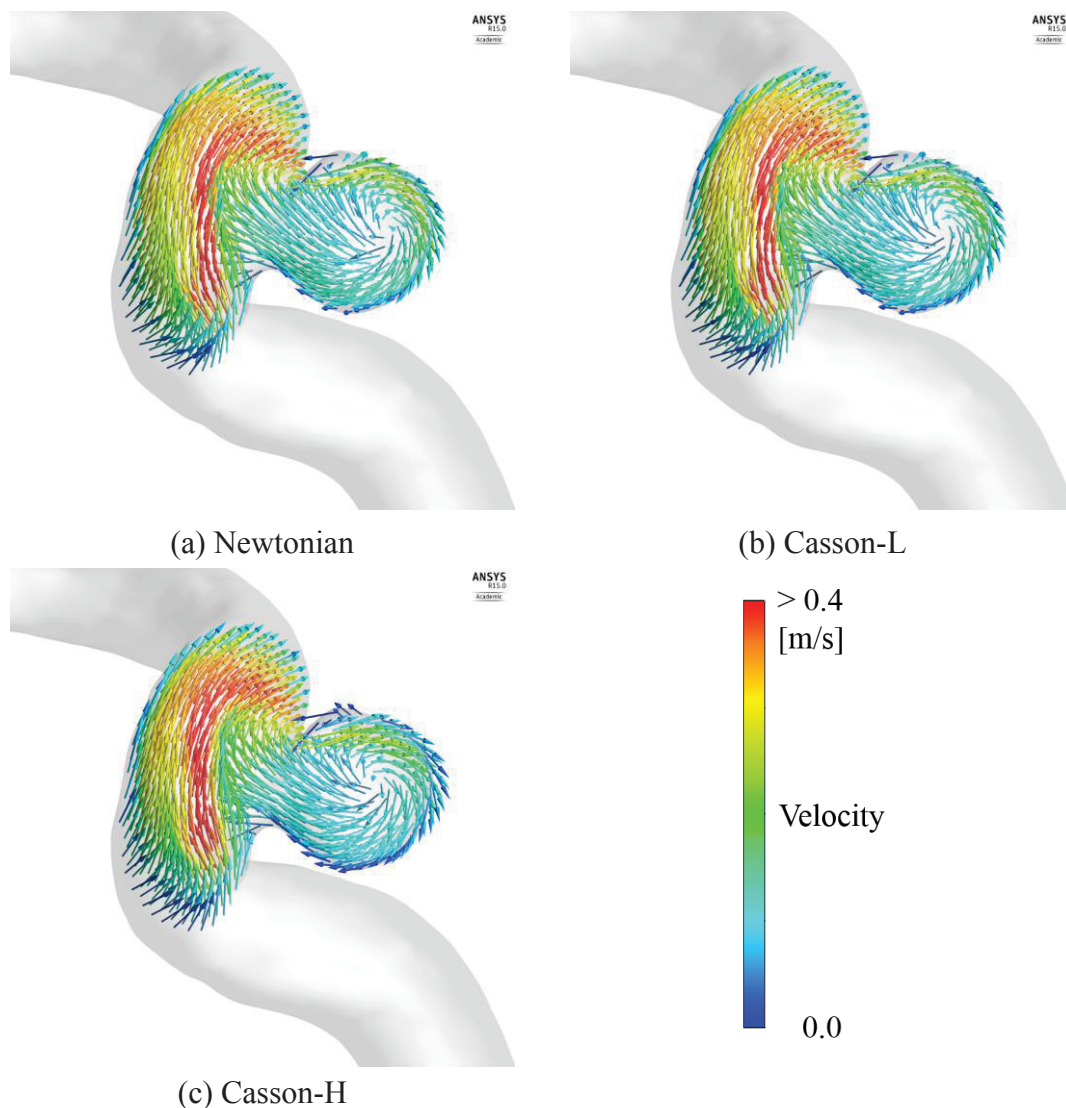 ANSYS
R15.0
Academic
ANSYS
R15.0
Academic
(a) Newtonian
(b) Casson-L
ANSYS
R15.0
Academic
> 0.4
[m/s]
Velocity
0.0
(c) Casson-H